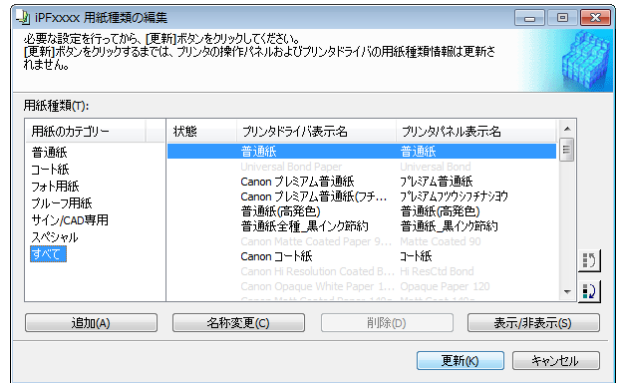 iPFxxxx 用紙種類の編集
必要な設定を行ってから、[更新]ボタンをクリックしてください。
[更新]ボタンをクリックするまでは、プリンタの操作パネルおよびプリンタドライバの用紙種類情報は更新さ
れません。
用紙種類(T):
用紙のカテゴリー
普通紙
コート紙
フォト用紙
プルーフ用紙
サイン/CAD専用
スペシャル
すべて
状態 プリンタドライバ表示名 プリンタパネル表示名
普通紙 普通紙
Universal Bond Paper Universal Bond
Canon プレミアム普通紙 プレミアム普通紙
Canon プレミアム普通紙(フチ... プレミアムフツウシフチナシヨウ
普通紙(高発色) 普通紙(高発色)
普通紙全種_黒インク節約 普通紙_黒インク節約
Canon Matte Coated Paper 9... Matte Coated 90
Canon コート紙 コート紙
Canon Hi Resolution Coated B... Hi ResCtd Bond
Canon Opaque White Paper 1... Opaque Paper 120
追加(A) 名称変更(C) 削除(D) 表示/非表示(S)
更新(K) キャンセル